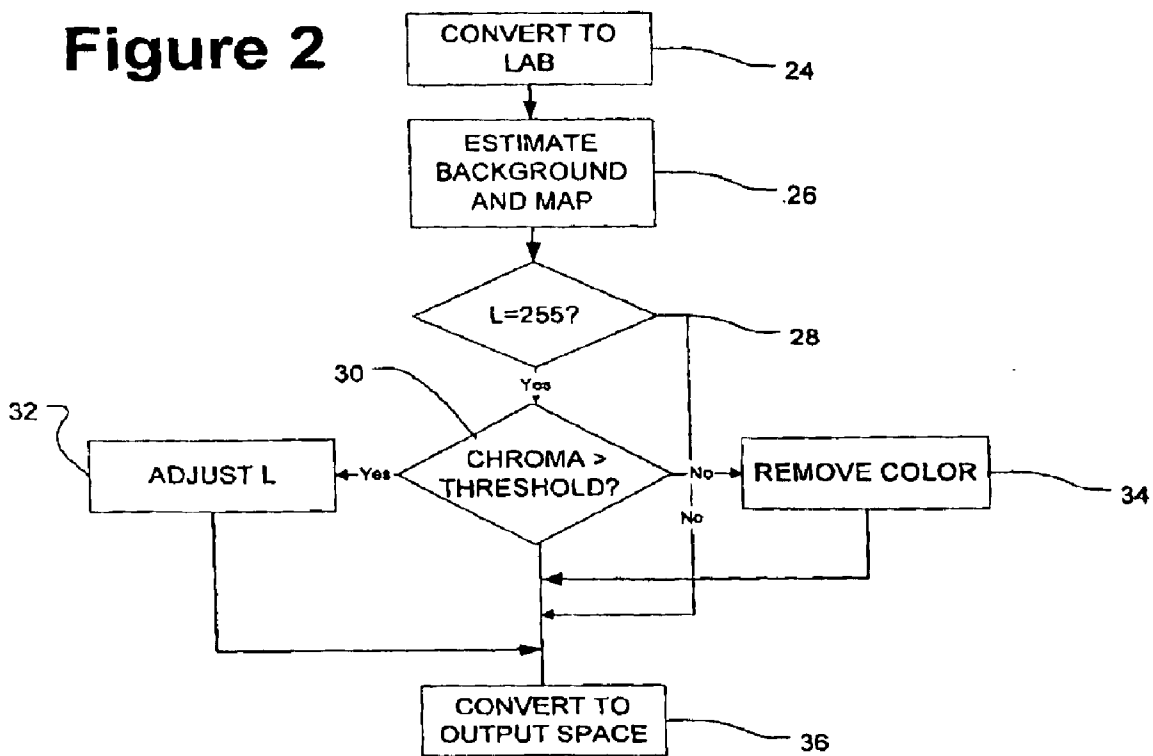 Figure 2
CONVERT TO
LAB
24
ESTIMATE
BACKGROUND
AND MAP
26
L=255?
28
Yes
30
32
ADJUST L
Yes
CHROMA >
THRESHOLD?
No
REMOVE COLOR
34
No
CONVERT TO
OUTPUT SPACE
36